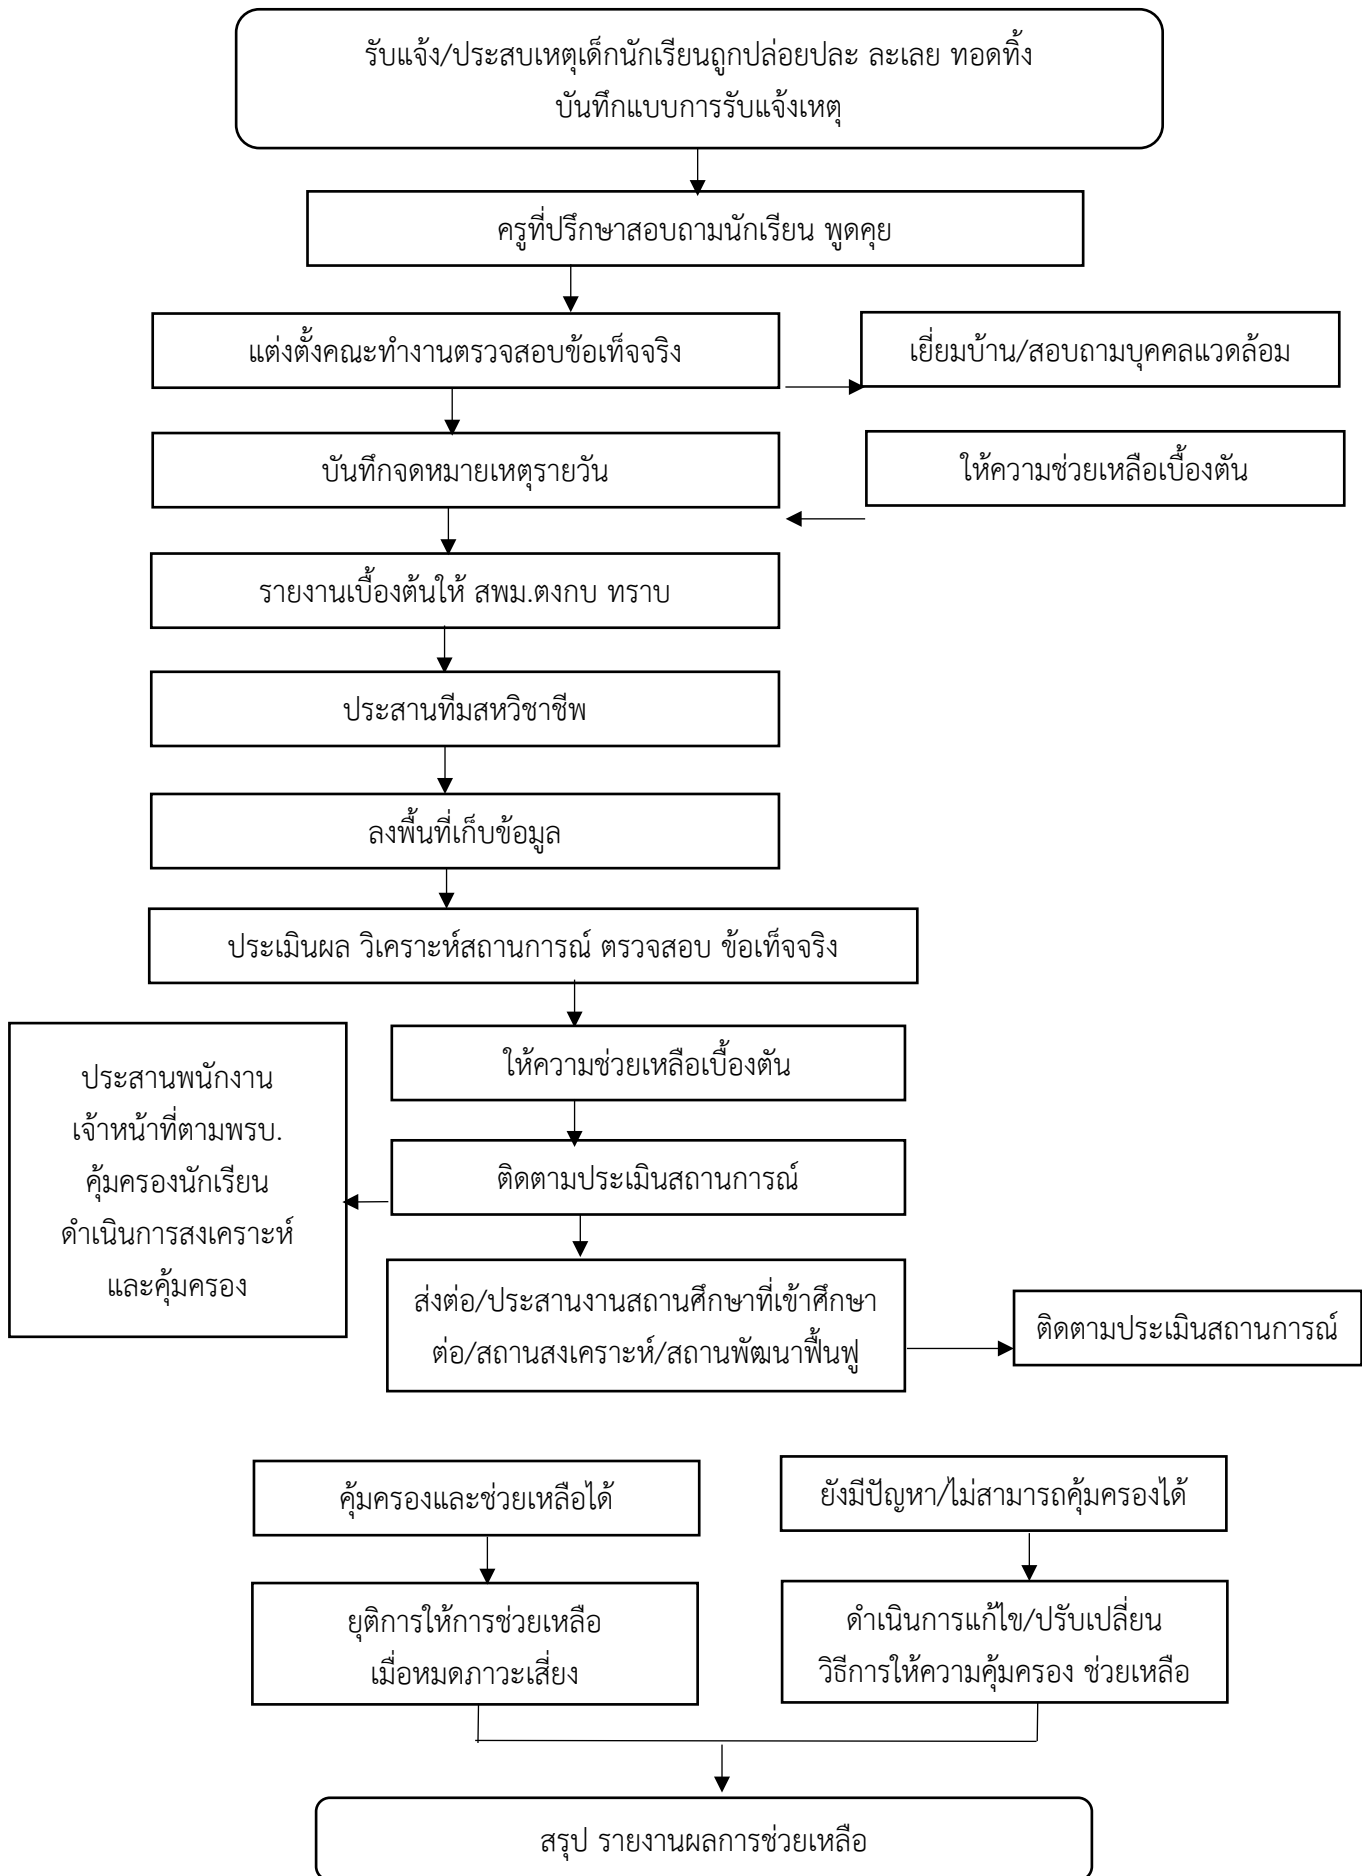 รับแจ้ง/ประสบเหตุเด็กนักเรียนถูกปล่อยปะ ละเลย ทอดทิ้ง
บันทึกแบบการรับแจ้งเหตุ
ครูที่ปรึกษาสอบถามนักเรียน พูดคุย
แต่งตั้งคณะทำงานตรวจสอบข้อเท็จจริง
เยี่ยมบ้าน/สอบถามบุคคลแวดล้อม
บันทึกจดหมายเหตุรายวัน
ให้ความช่วยเหลือเบื้องตัน
รายงานเบื้องต้นให้ สพม.ตงกบ ทราบ
ประสานทีมสหวิชาชีพ
ลงพื้นที่เก็บข้อมูล
ประเมินผล วิเคราะห์สถานการณ์ ตรวจสอบ ข้อเท็จจริง
ให้ความช่วยเหลือเบื้องตัน
ประสานพนักงาน
เจ้าหน้าที่ตามพรบ.
คุ้มครองนักเรียน
ดำเนินการสงเคราะห์
และคุ้มครอง
ติดตามประเมินสถานการณ์
ส่งต่อ/ประสานงานสถานศึกษาที่เข้าศึกษา
ต่อ/สถานสงเคราะห์/สถานพัฒนาฟื้นฟู
ติดตามประเมินสถานการณ์
คุ้มครองและช่วยเหลือได้
ยังมีปัญหา/ไม่สามารถคุ้มครองได้
ยุติการให้การช่วยเหลือ
เมื่อหมดภาวะเสี่ยง
ดำเนินการแก้ไข/ปรับเปลี่ยน
วิธีการให้ความคุ้มครอง ช่วยเหลือ
สรุป รายงานผลการช่วยเหลือ